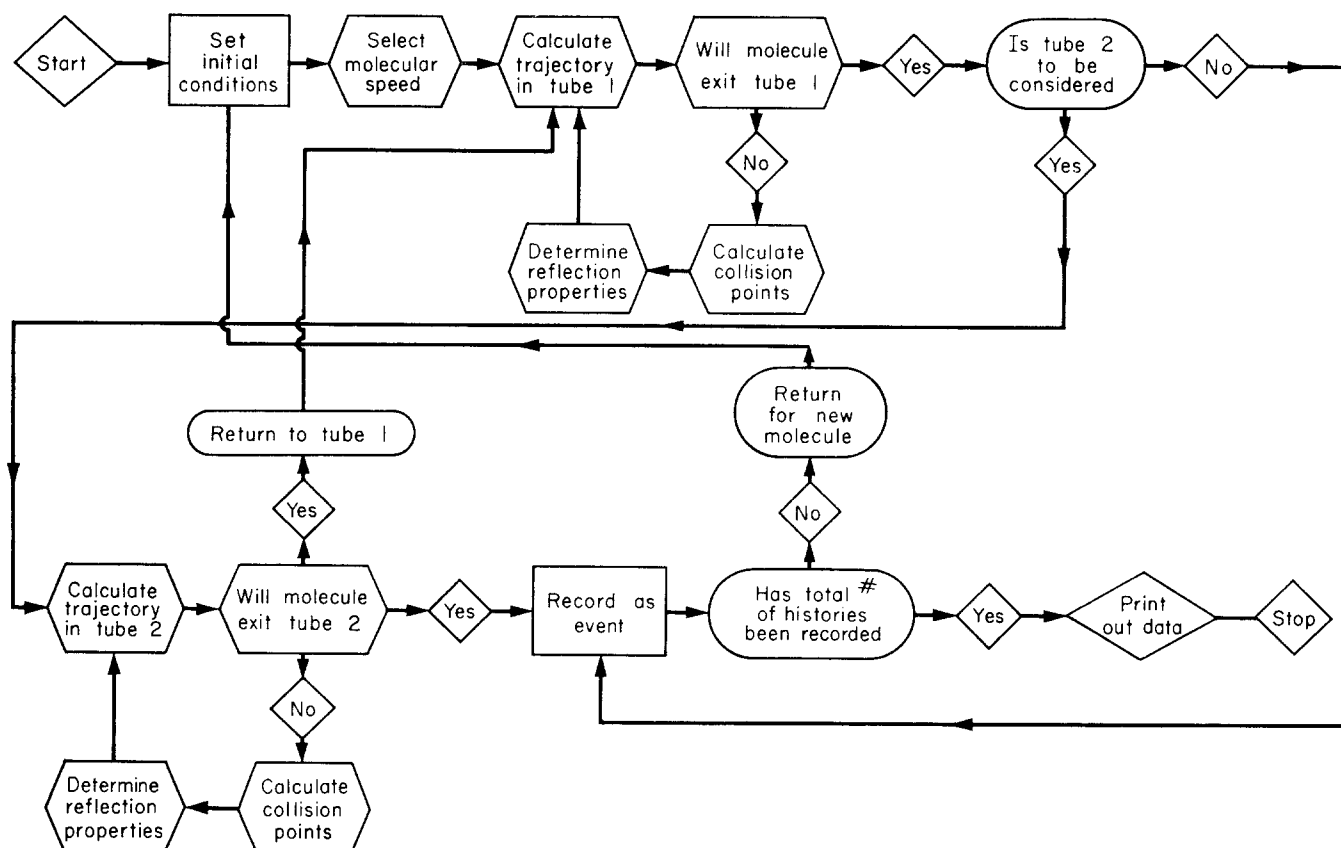 Start
Set
initial
conditions
Select
molecular
speed
Calculate
trajectory
in tube 1
Will molecule
exit tube 1
Yes
Is tube 2
to be
considered
No
No
Yes
Determine
reflection
properties
Calculate
collision
points
Return to tube 1
Return
for new
molecule
Yes
No
Calculate
trajectory
in tube 2
Will molecule
exit tube 2
Yes
Record as
event
Has total #
of histories
been recorded
Yes
Print
out data
Stop
No
Determine
reflection
properties
Calculate
collision
points